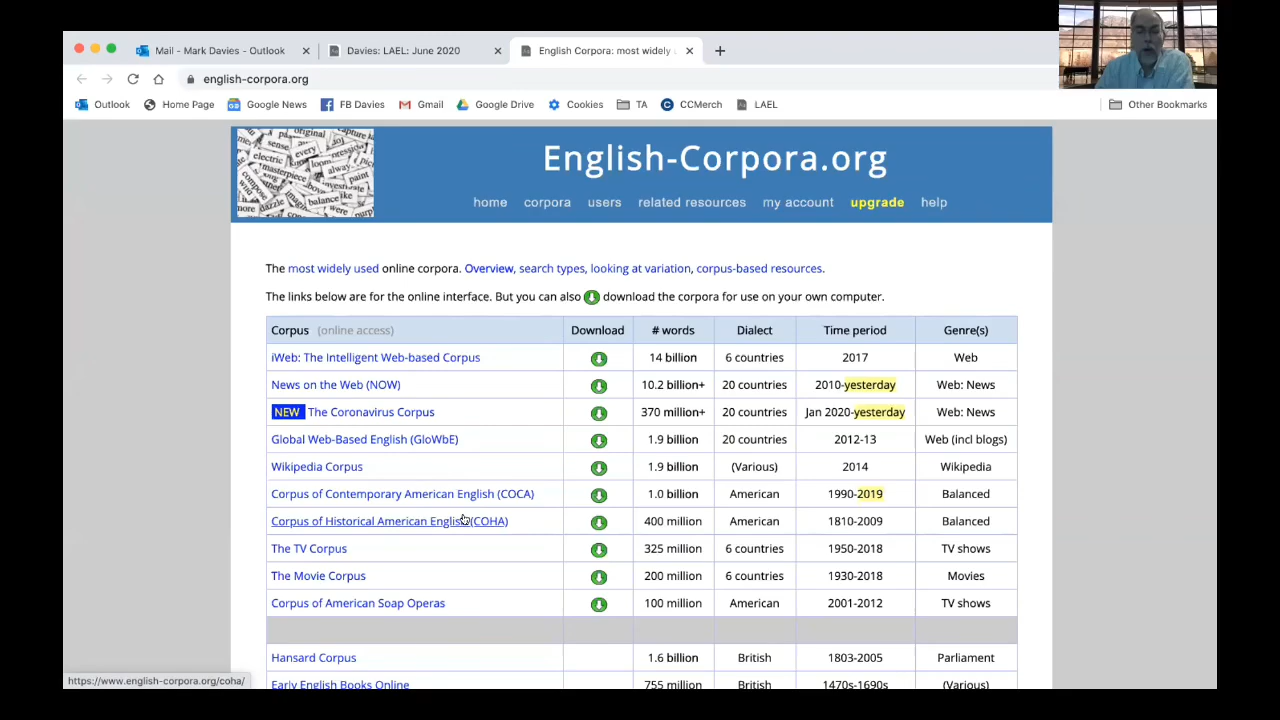 Mail - Mark Davies - Outlook
Davies: LAEL: June 2020
English Corpora: most widely
english-corpora.org
Outlook
Home Page
Google News
FB Davies
Gmail
Google Drive
Cookies
TA
CCMerch
LAEL
Other Bookmarks
original
sense
every
electric
masterpiece
always
paint
balance
dazzle
were
English-Corpora.org
home corpora users related resources my account upgrade help
The most widely used online corpora. Overview, search types, looking at variation, corpus-based resources.
The links below are for the online interface. But you can also download the corpora for use on your own computer.
Corpus (online access) Download # words Dialect Time period Genre(s)
iWeb: The Intelligent Web-based Corpus 14 billion 6 countries 2017 Web
News on the Web (NOW) 10.2 billion+ 20 countries 2010-yesterday Web: News
NEW The Coronavirus Corpus 370 million+ 20 countries Jan 2020-yesterday Web: News
Global Web-Based English (GloWbE) 1.9 billion 20 countries 2012-13 Web (incl blogs)
Wikipedia Corpus 1.9 billion (Various) 2014 Wikipedia
Corpus of Contemporary American English (COCA) 1.0 billion American 1990-2019 Balanced
Corpus of Historical American English (COHA) 400 million American 1810-2009 Balanced
The TV Corpus 325 million 6 countries 1950-2018 TV shows
The Movie Corpus 200 million 6 countries 1930-2018 Movies
Corpus of American Soap Operas 100 million American 2001-2012 TV shows
Hansard Corpus 1.6 billion British 1803-2005 Parliament
Early English Books Online 755 million British 1470s-1690s (Various)
https://www.english-corpora.org/coha/